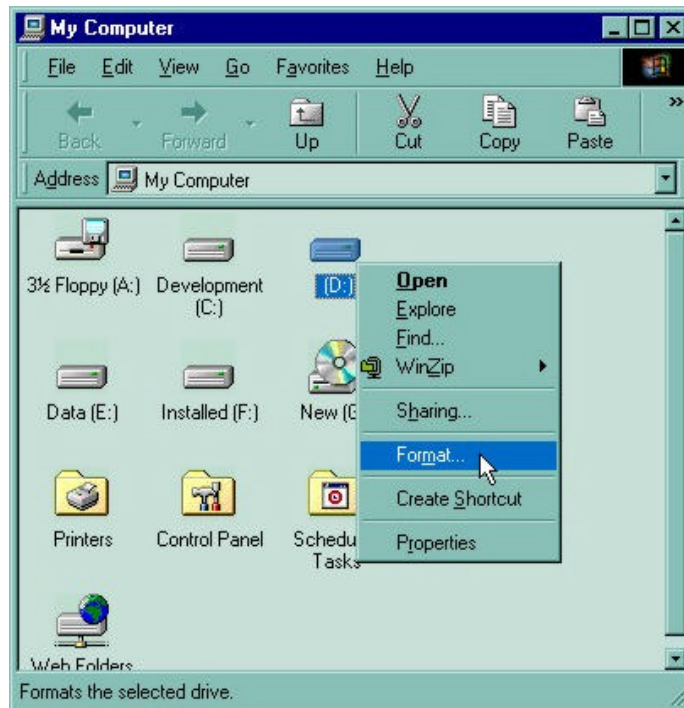 My Computer
File Edit View Go Favorites Help
Back Forward Up Cut Copy Paste »
Address My Computer
3½ Floppy (A:) Development (C:) (D:)
Open
Explore
Find...
WinZip
Data (E:) Installed (F:) New (G
Sharing...
Format...
Create Shortcut
Properties
Printers Control Panel Schedu
Tasks
Web Folders
Formats the selected drive.